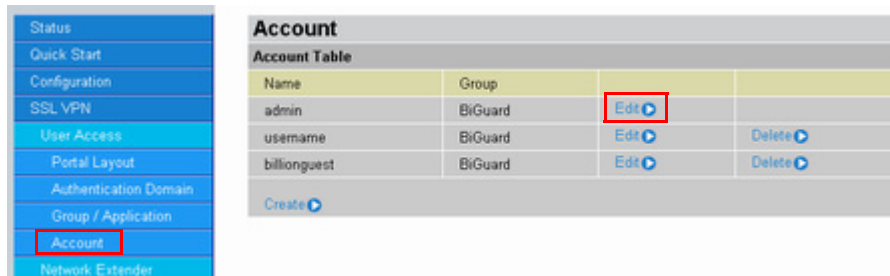 Status
Quick Start
Configuration
SSL VPN
User Access
Portal Layout
Authentication Domain
Group / Application
Account
Network Extender
Account
Account Table
Name Group
admin BiGuard Edit
username BiGuard Edit Delete
billionguest BiGuard Edit Delete
Create